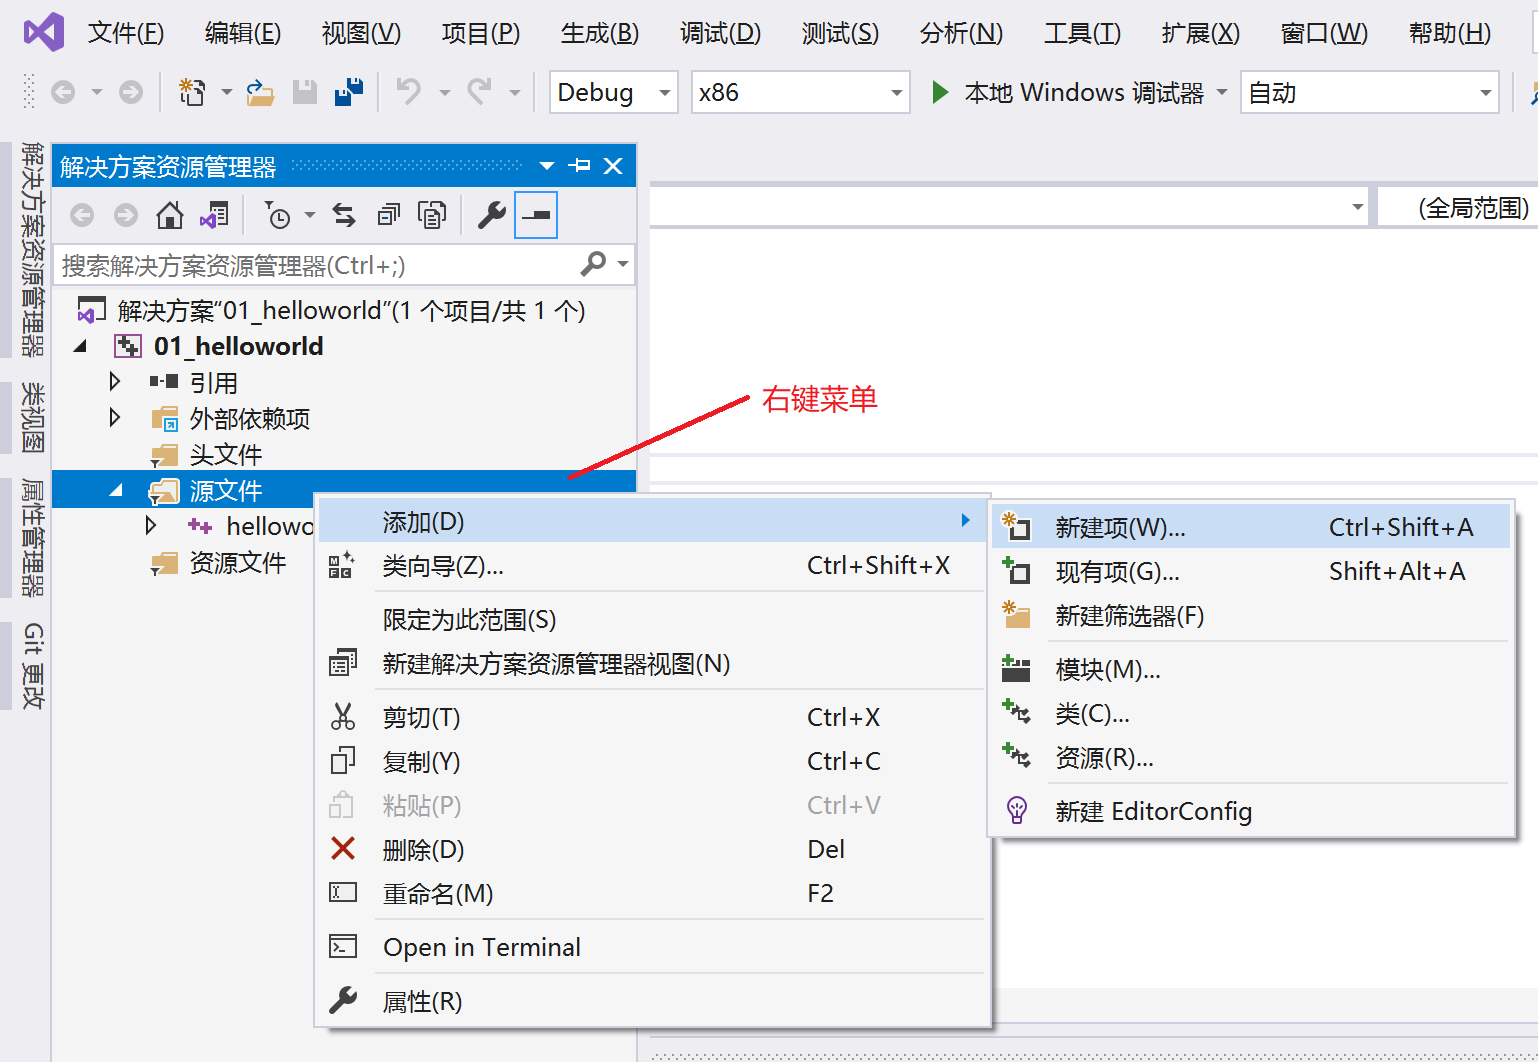 文件(F) 编辑(E) 视图(V) 项目(P) 生成(B) 调试(D) 测试(S) 分析(N) 工具(T) 扩展(X) 窗口(W) 帮助(H)
Debug x86 本地 Windows 调试器 自动
解决方案资源管理器
类视图
属性管理器
Git 更改
解决方案资源管理器
(全局范围)
搜索解决方案资源管理器(Ctrl+;)
解决方案“01_helloworld”(1 个项目/共 1 个)
01_helloworld
引用
外部依赖项
头文件
源文件
hellowo
资源文件
右键菜单
添加(D)
类向导(Z)... Ctrl+Shift+X
限定为此范围(S)
新建解决方案资源管理器视图(N)
剪切(T) Ctrl+X
复制(Y) Ctrl+C
粘贴(P) Ctrl+V
删除(D) Del
重命名(M) F2
Open in Terminal
属性(R)
新建项(W)... Ctrl+Shift+A
现有项(G)... Shift+Alt+A
新建筛选器(F)
模块(M)...
类(C)...
资源(R)...
新建 EditorConfig